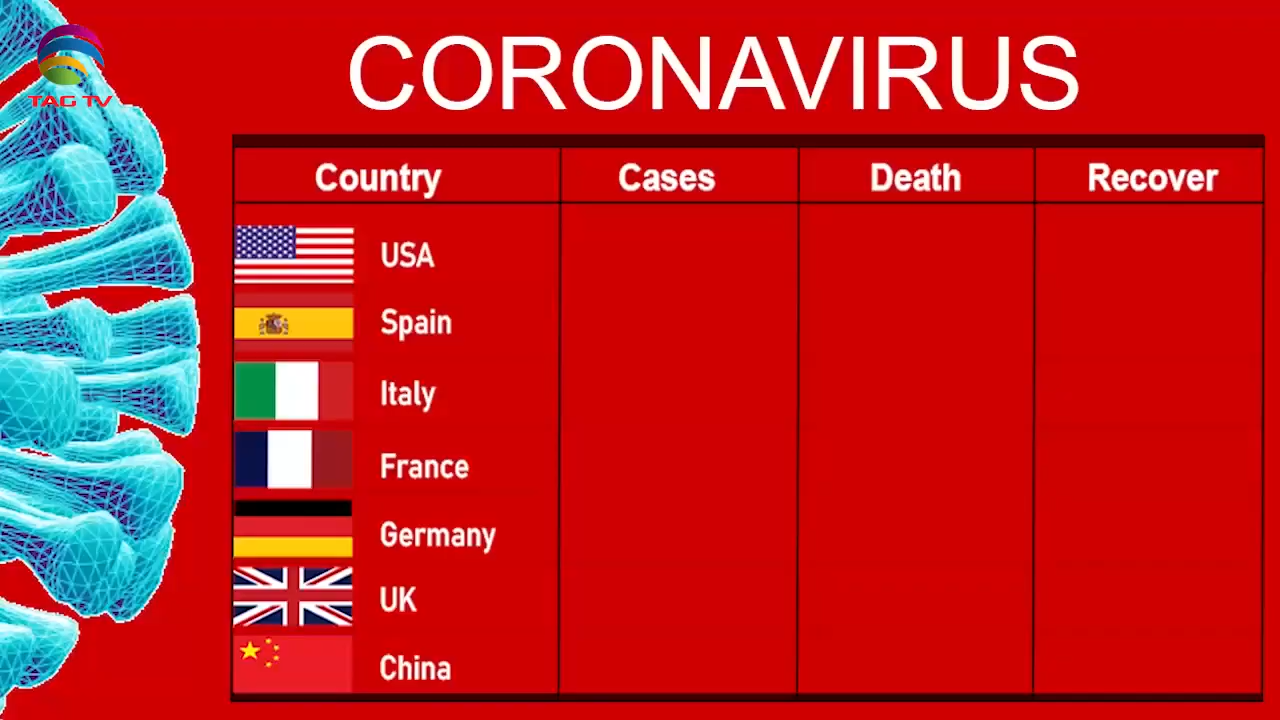 TAG TV
CORONAVIRUS
Country Cases Death Recover
USA
Spain
Italy
France
Germany
UK
China